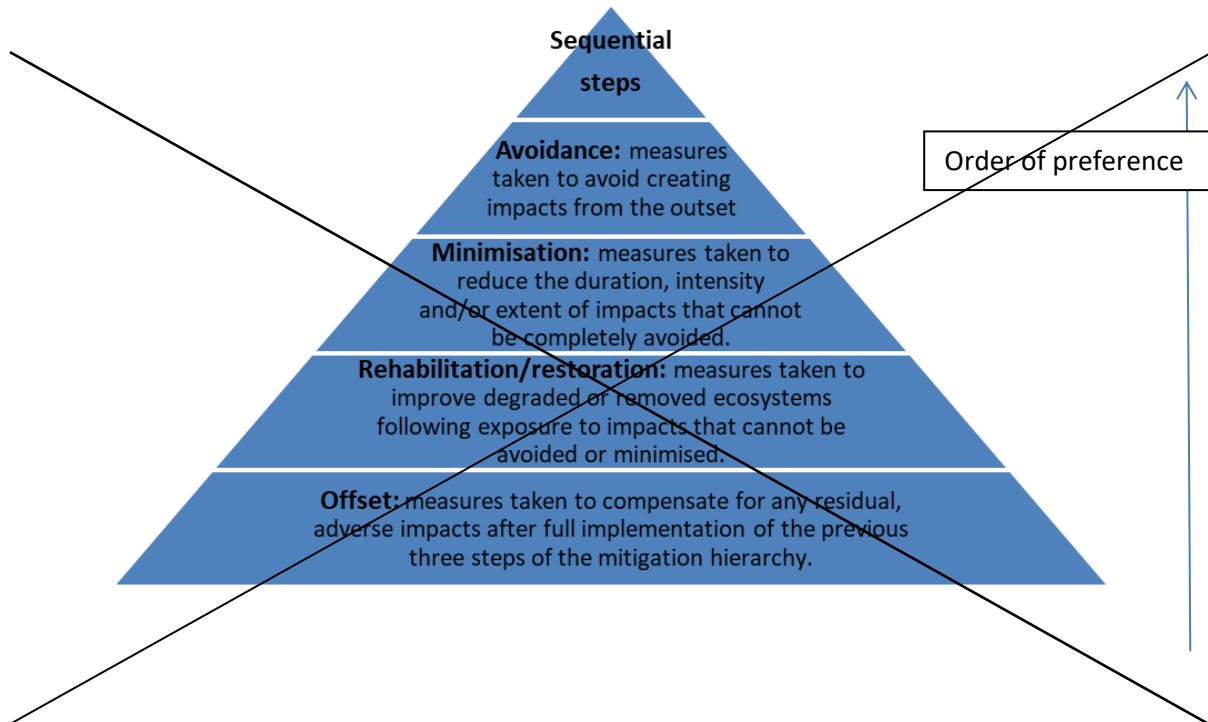 Sequential
steps
Avoidance: measures
taken to avoid creating
impacts from the outset
Order of preference
Minimisation: measures taken to
reduce the duration, intensity
and/or extent of impacts that cannot
be completely avoided.
Rehabilitation/restoration: measures taken to
improve degraded or removed ecosystems
following exposure to impacts that cannot be
avoided or minimised.
Offset: measures taken to compensate for any residual,
adverse impacts after full implementation of the previous
three steps of the mitigation hierarchy.